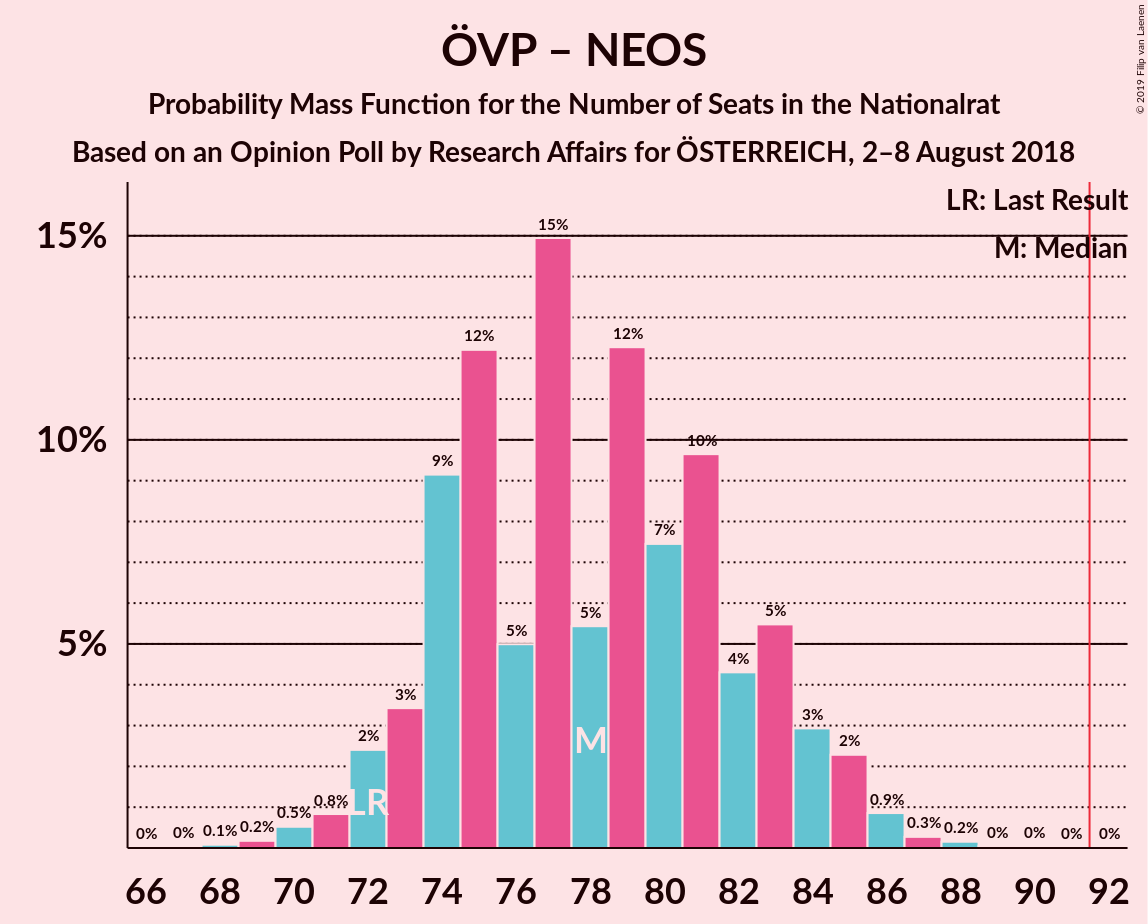 © 2019 Filip van Laenen
ÖVP – NEOS
Probability Mass Function for the Number of Seats in the Nationalrat
Based on an Opinion Poll by Research Affairs for ÖSTERREICH, 2–8 August 2018
LR: Last Result
M: Median
15%
10%
5%
0% 0% 0.1% 0.2% 0.5% 0.8% 2% 3% 9% 12% 5% 15% 5% 12% 7% 10% 4% 5% 3% 2% 0.9% 0.3% 0.2% 0% 0% 0% 0%
LR
M
66 68 70 72 74 76 78 80 82 84 86 88 90 92